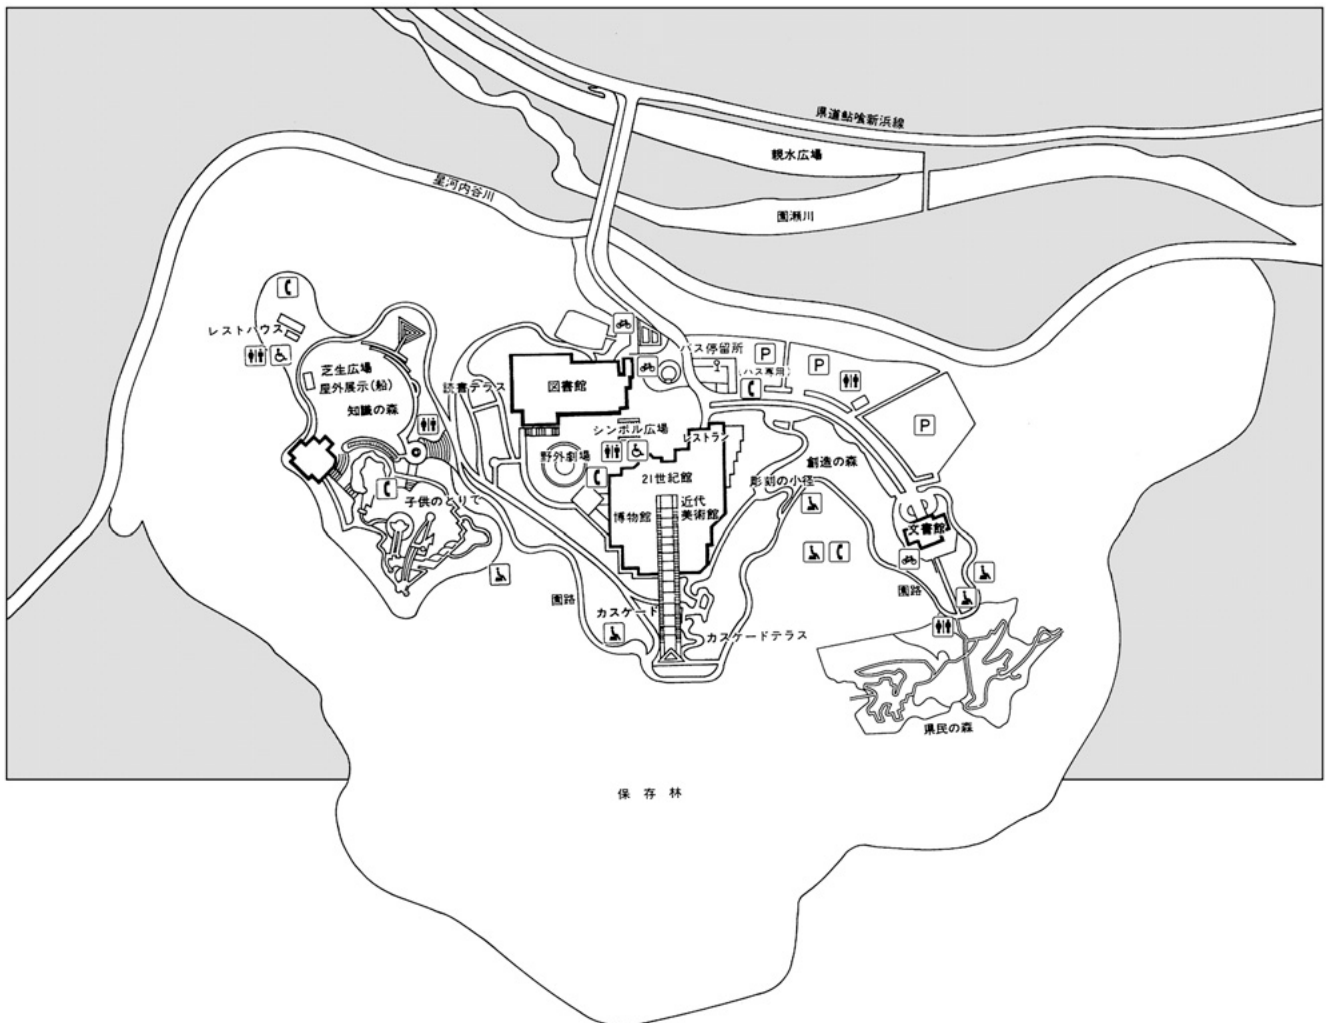 県道鮎喰新浜線
親水広場
星河内谷川
園瀬川
レストハウス
バス停留所
P
P
(バス専用)
芝生広場
屋外展示(船)
読書テラス
図書館
知識の森
P
シンボル広場
レストラン
野外劇場
創造の森
21世紀館
彫刻の小径
子供のとりで
近代
美術館
博物館
文書館
園路
園路
カスケード
カスケードテラス
県民の森
保存林